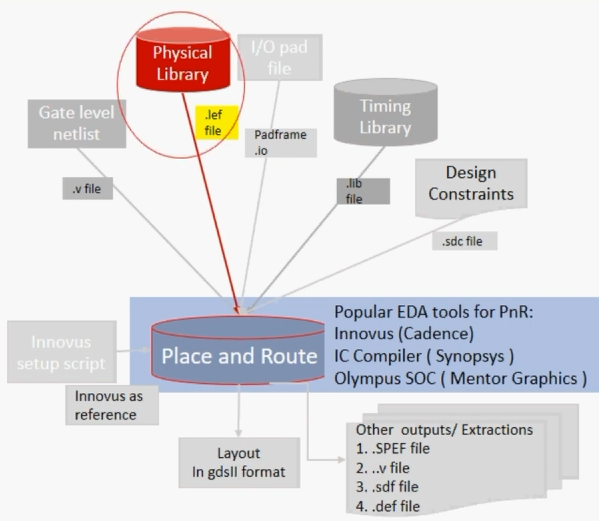 Physical
Library
I/O pad
file
.lef
file
Gate level
netlist
Timing
Library
Padframe
.io
.v file
.lib
file
Design
Constraints
.sdc file
Popular EDA tools for PnR:
Innovus (Cadence)
IC Compiler ( Synopsys )
Olympus SOC ( Mentor Graphics )
Innovus
setup script
Place and Route
Innovus as
reference
Layout
In gdsII format
Other outputs/ Extractions
1. .SPEF file
2. ..v file
3. .sdf file
4. .def file